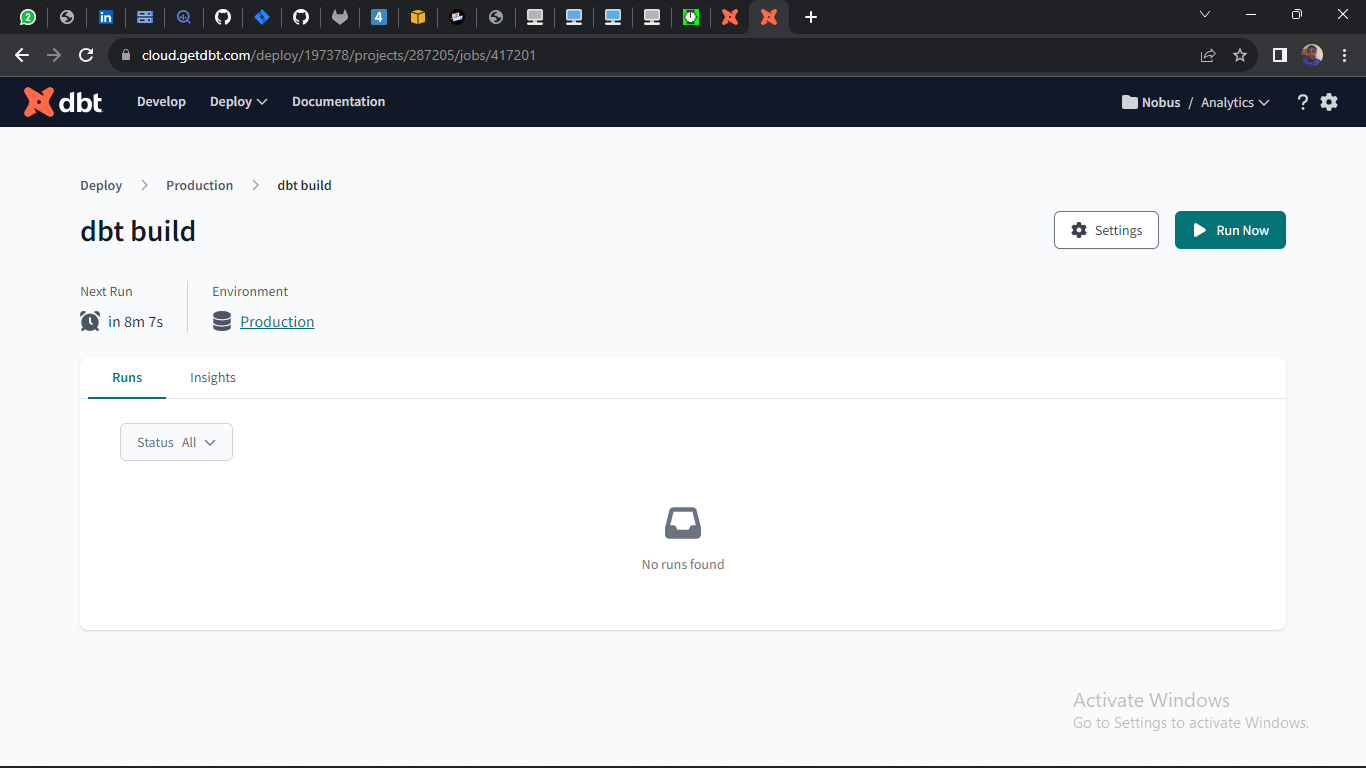 2
in
4
cloud.getdbt.com/deploy/197378/projects/287205/jobs/417201
dbt Develop Deploy Documentation Nobus / Analytics ?
Deploy Production dbt build
dbt build
Settings Run Now
Next Run Environment
in 8m 7s Production
Runs Insights
Status All
No runs found
Activate Windows
Go to Settings to activate Windows.